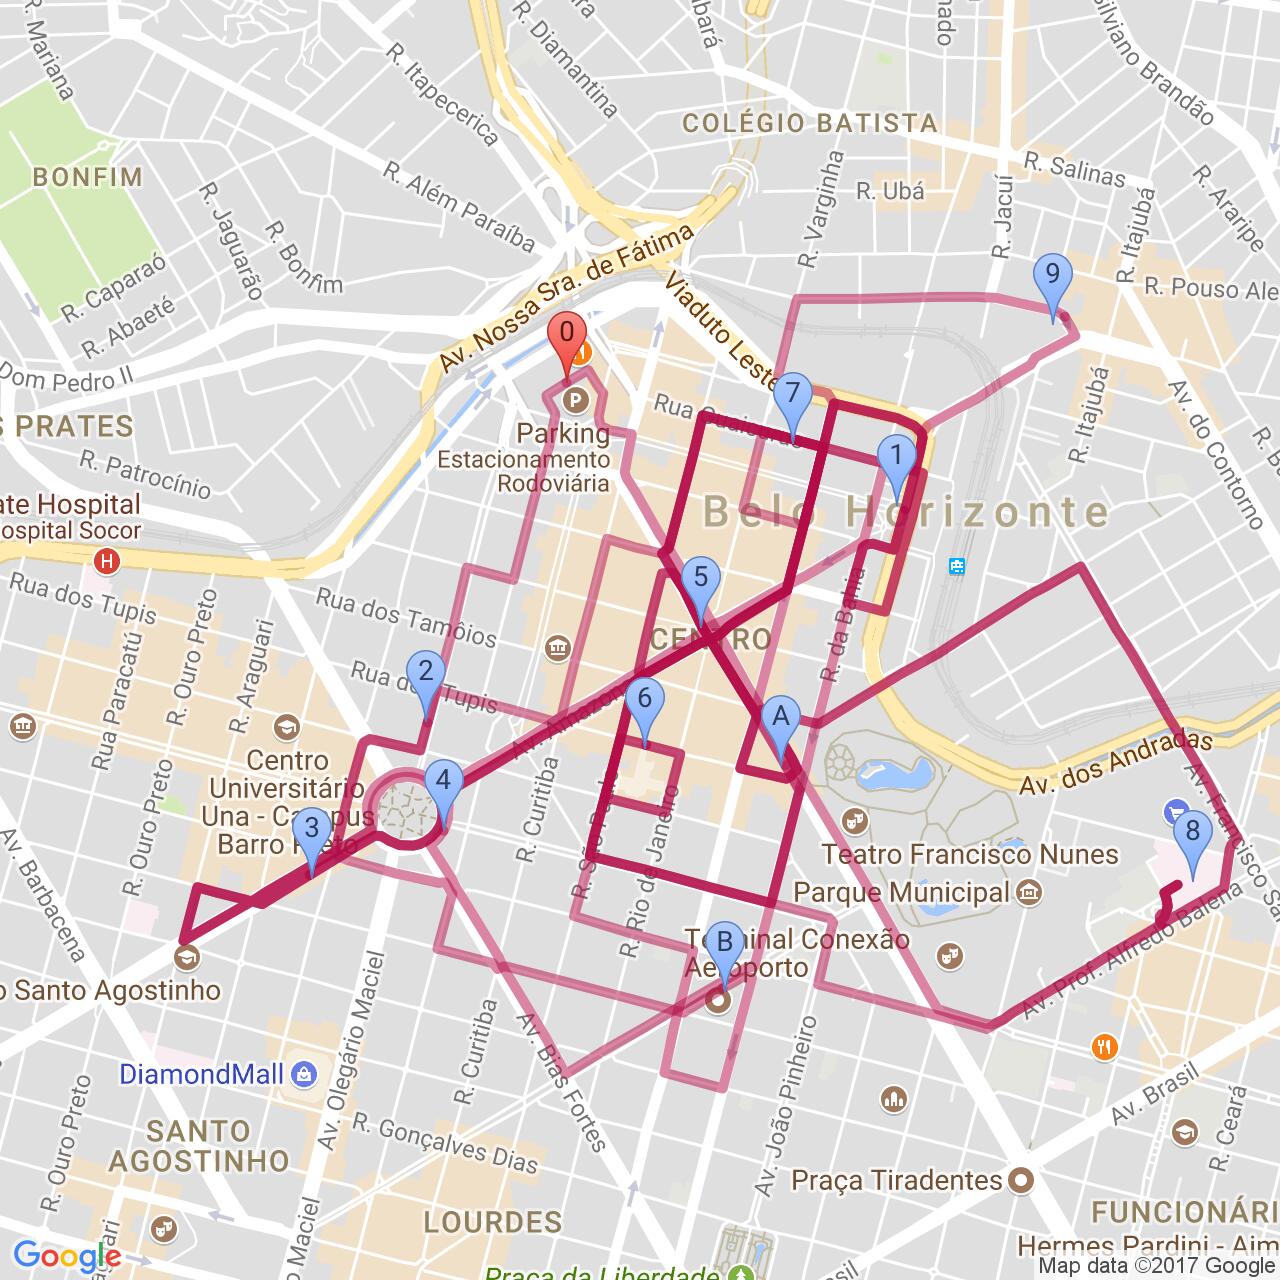 R. Mariana
R. Itapecerica
R. Diamantina
Silviano Brandão
COLÉGIO BATISTA
R. Salinas
R. Varginha
R. Ubá
R. Jacuí
R. Itajubá
R. Araripe
BONFIM
R. Além Paraíba
R. Jaguarão
R. Bonfim
R. Caparaó
R. Abaeté
Av. Nossa Sra. de Fátima
Viaduto Leste
9
R. Pouso Ale
Dom Pedro II
0
S PRATES
7
Rua Guaicurus
R. Itajubá
Av. do Contorno
R. Patrocínio
Parking
Estacionamento
Rodoviária
1
ate Hospital
ospital Socor
H
Belo Horizonte
Rua dos Tupis
R. Ouro Preto
Rua dos Tamôios
5
R. da Bahia
CENTRO
Rua Paracatú
R. Araguari
2
Rua dos Tupis
6
A
Av. Amazonas
Av. dos Andradas
Centro
Universitário
Una - Campus
Barro Preto
4
3
R. Ouro Preto
R. Curitiba
R. São Paulo
R. Rio de Janeiro
Av. Francisco Sa
8
Teatro Francisco Nunes
Parque Municipal
Av. Barbacena
B
Terminal Conexão
Aeroporto
Av. Prof. Alfredo Balena
o Santo Agostinho
R. Curitiba
Av. Bias Fortes
Av. Olegário Maciel
DiamondMall
Av. João Pinheiro
Av. Brasil
R. Ceará
R. Ouro Preto
SANTO
AGOSTINHO
R. Gonçalves Dias
Praça Tiradentes
LOURDES
FUNCIONÁRI
Maciel
Hermes Pardini - Aim
Google
Praça da Liberdade
Map data ©2017 Google